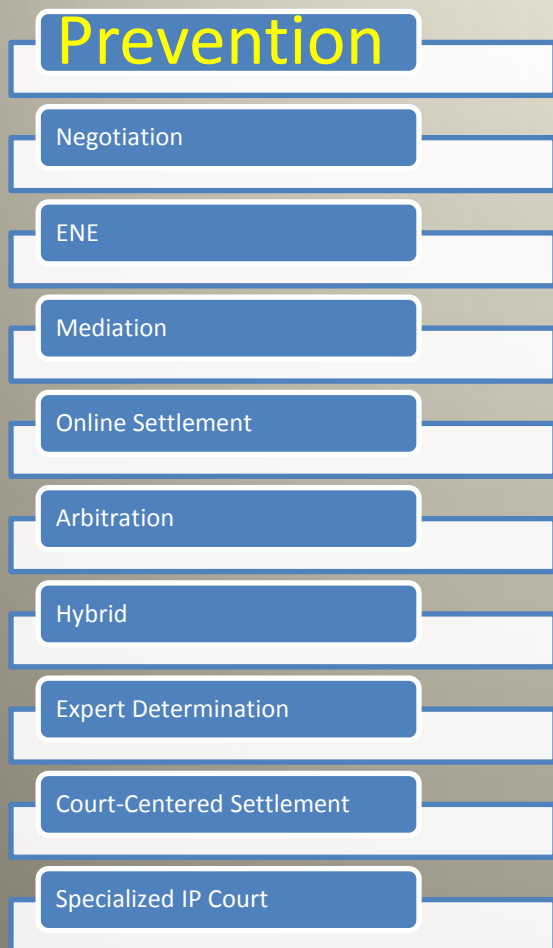 Prevention
Negotiation
ENE
Mediation
Online Settlement
Arbitration
Hybrid
Expert Determination
Court-Centered Settlement
Specialized IP Court